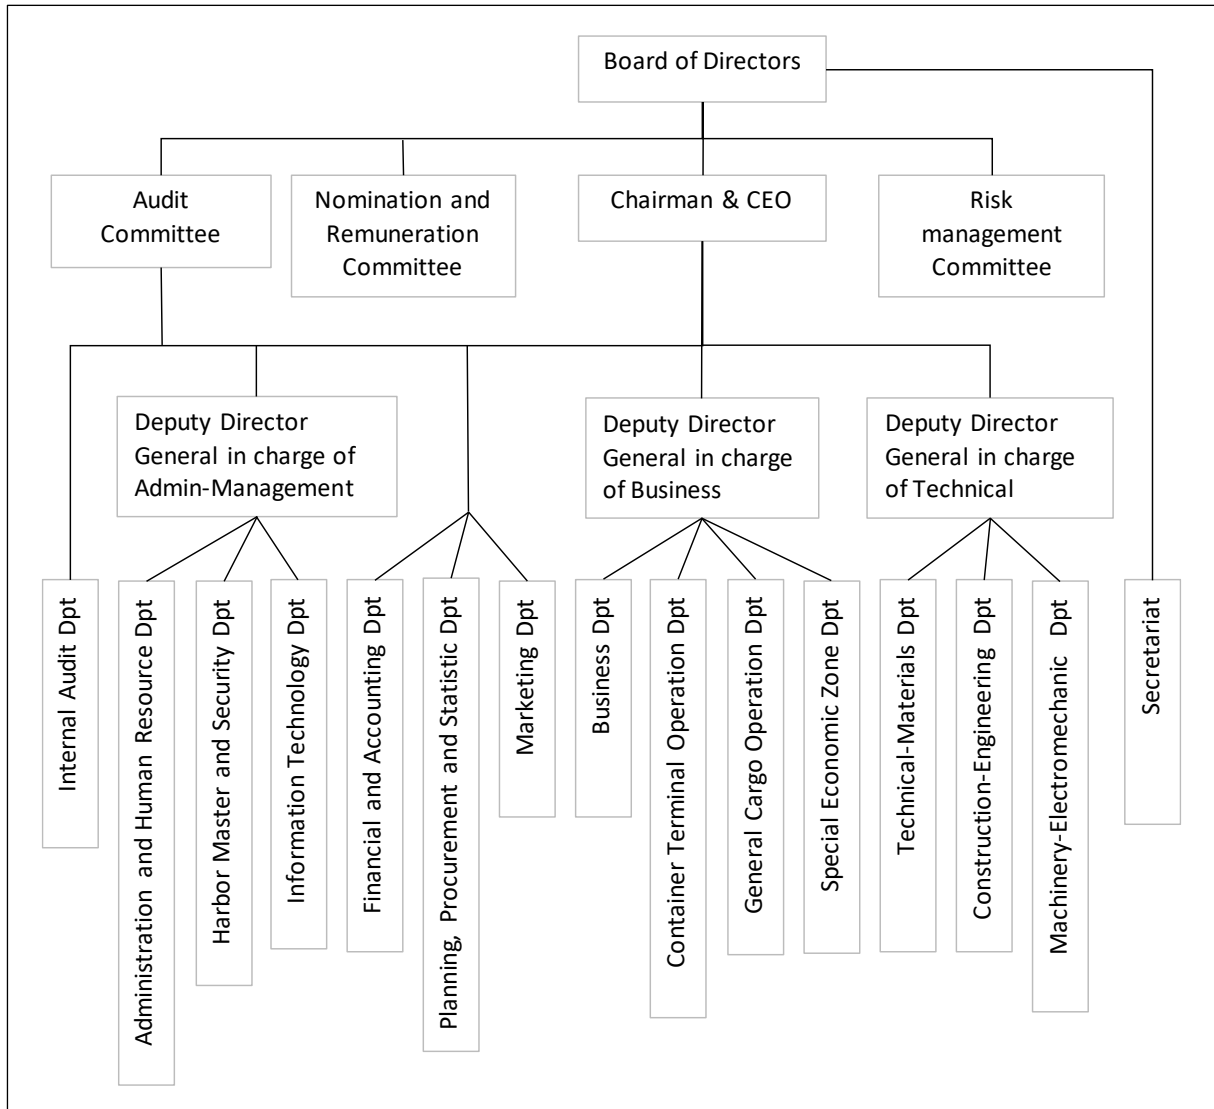 Board of Directors
Audit
Committee
Nomination and
Remuneration
Committee
Chairman & CEO
Risk
management
Committee
Deputy Director
General in charge of
Admin-Management
Deputy Director
General in charge
of Business
Deputy Director
General in charge
of Technical
Internal Audit Dpt
Administration and Human Resource Dpt
Harbor Master and Security Dpt
Information Technology Dpt
Financial and Accounting Dpt
Planning, Procurement and Statistic Dpt
Marketing Dpt
Business Dpt
Container Terminal Operation Dpt
General Cargo Operation Dpt
Special Economic Zone Dpt
Technical-Materials Dpt
Construction-Engineering Dpt
Machinery-Electromechanic Dpt
Secretariat